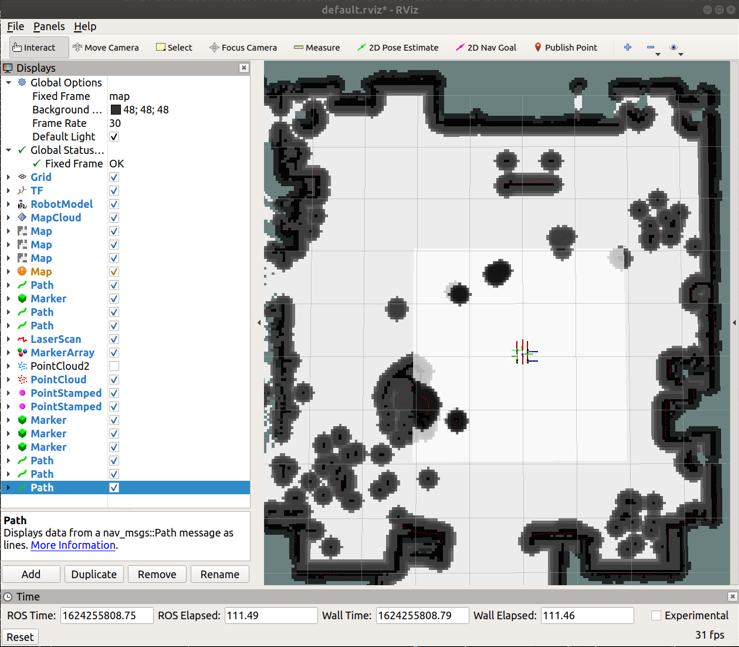 default.rviz* - RViz
File Panels Help
Interact Move Camera Select Focus Camera Measure 2D Pose Estimate 2D Nav Goal Publish Point
Displays
Global Options
Fixed Frame map
Background ... 48; 48; 48
Frame Rate 30
Default Light
Global Status...
Fixed Frame OK
Grid
TF
RobotModel
MapCloud
Map
Map
Map
Map
Path
Marker
Path
Path
LaserScan
MarkerArray
PointCloud2
PointCloud
PointStamped
PointStamped
Marker
Marker
Marker
Path
Path
Path
Path
Displays data from a nav_msgs::Path message as
lines. More Information.
Add Duplicate Remove Rename
Time
ROS Time: 1624255808.75 ROS Elapsed: 111.49 Wall Time: 1624255808.79 Wall Elapsed: 111.46 Experimental
Reset 31 fps